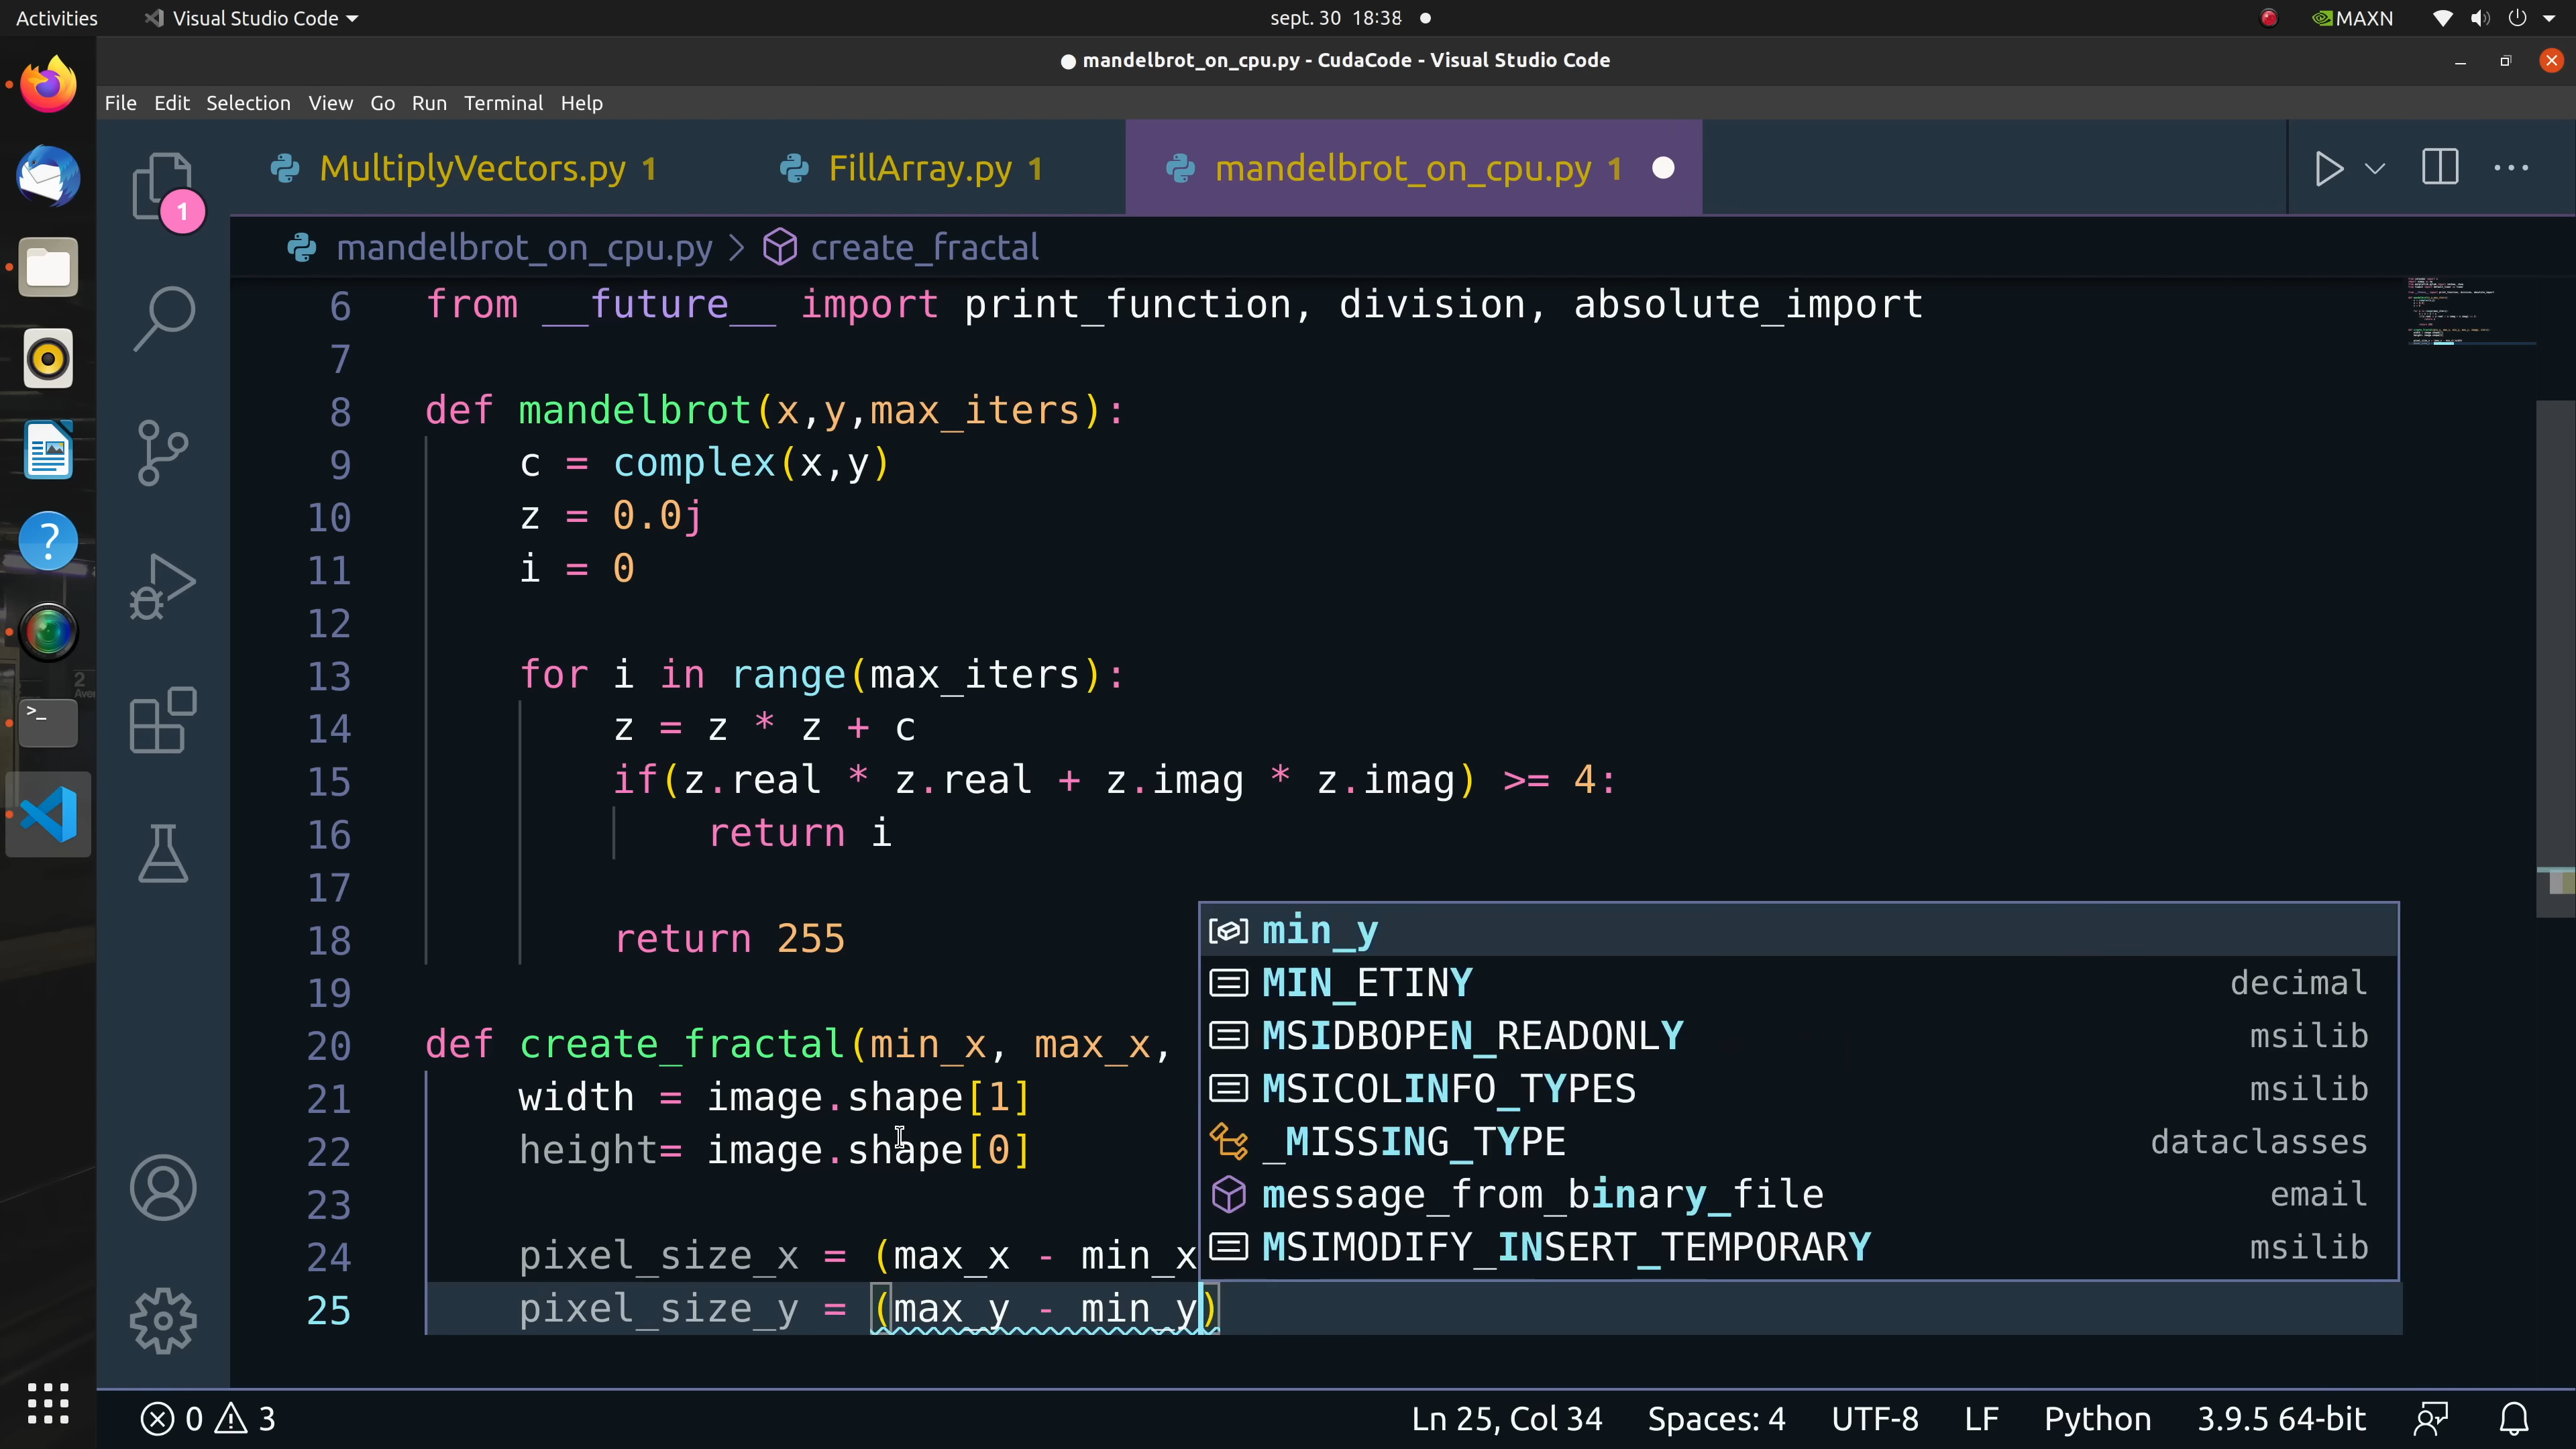 Activities Visual Studio Code sept. 30 18:38 MAXN
mandelbrot_on_cpu.py - CudaCode - Visual Studio Code
File Edit Selection View Go Run Terminal Help
MultiplyVectors.py 1 FillArray.py 1 mandelbrot_on_cpu.py 1
1
mandelbrot_on_cpu.py > create_fractal
6 from __future__ import print_function, division, absolute_import
7
8 def mandelbrot(x,y,max_iters):
9 c = complex(x,y)
10 z = 0.0j
11 i = 0
12
13 for i in range(max_iters):
14 z = z * z + c
15 if(z.real * z.real + z.imag * z.imag) >= 4:
16 return i
17
18 return 255
19
20 def create_fractal(min_x, max_x,
21 width = image.shape[1]
22 height= image.shape[0]
23
24 pixel_size_x = (max_x - min_x
25 pixel_size_y = (max_y - min_y)
min_y
MIN_ETINY decimal
MSIDBOPEN_READONLY msilib
MSICOLINFO_TYPES msilib
_MISSING_TYPE dataclasses
message_from_binary_file email
MSIMODIFY_INSERT_TEMPORARY msilib
0 3 Ln 25, Col 34 Spaces: 4 UTF-8 LF Python 3.9.5 64-bit